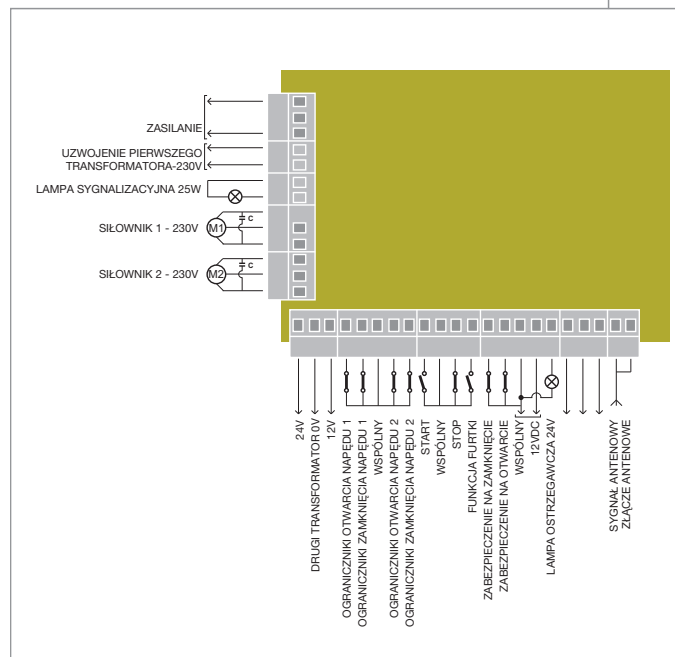 ZASILANIE
UZWOJENIE PIERWSZEGO
TRANSFORMATORA-230V
LAMPA SYGNALIZACYJNA 25W
C
SIŁOWNIK 1 - 230V
M1
C
SIŁOWNIK 2 - 230V
M2
24V
DRUGI TRANSFORMATOR 0V
12V
OGRANICZNIKI OTWARCIA NAPĘDU 1
OGRANICZNIKI ZAMKNIĘCIA NAPĘDU 1
WSPÓLNY
OGRANICZNIKI OTWARCIA NAPĘDU 2
OGRANICZNIKI ZAMKNIĘCIA NAPĘDU 2
START
WSPÓLNY
STOP
FUNKCJA FURTKI
ZABEZPIECZENIE NA ZAMKNIĘCIE
ZABEZPIECZENIE NA OTWARCIE
WSPÓLNY
12VDC
LAMPA OSTRZEGAWCZA 24V
SYGNAŁ ANTENOWY
ZŁĄCZE ANTENOWE